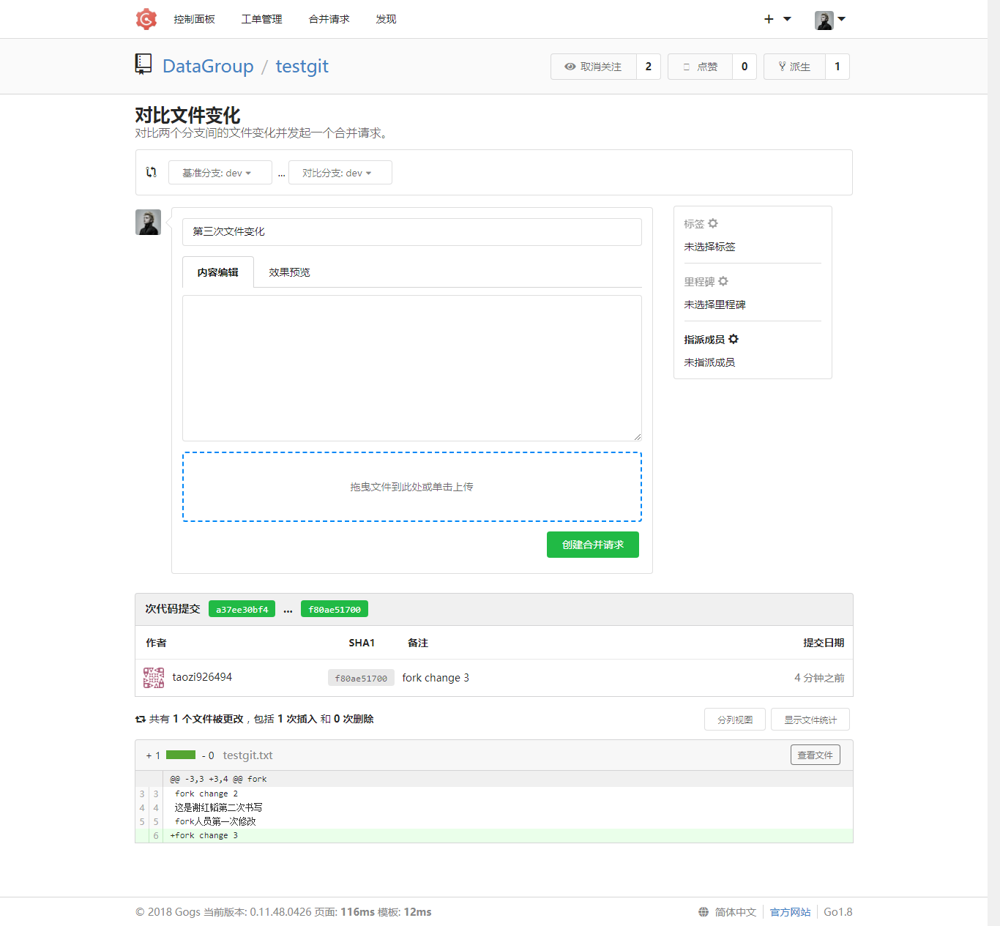 控制面板 工单管理 合并请求 发现
DataGroup / testgit 取消关注 2 点赞 0 派生 1
对比文件变化
对比两个分支间的文件变化并发起一个合并请求。
基准分支: dev ... 对比分支: dev
第三次文件变化
内容编辑 效果预览
拖曳文件到此处或单击上传
创建合并请求
标签
未选择标签
里程碑
未选择里程碑
指派成员
未指派成员
次代码提交 a37ee30bf4 ... f80ae51700
作者 SHA1 备注 提交日期
taozi926494 f80ae51700 fork change 3 4 分钟之前
共有 1 个文件被更改，包括 1 次插入 和 0 次删除 分列视图 显示文件统计
+ 1 - 0 testgit.txt 查看文件
@@ -3,3 +3,4 @@ fork
3 3 fork change 2
4 4 这是谢红韬第二次书写
5 5 fork人员第一次修改
6 +fork change 3
© 2018 Gogs 当前版本: 0.11.48.0426 页面: 116ms 模板: 12ms 简体中文 官方网站 Go1.8